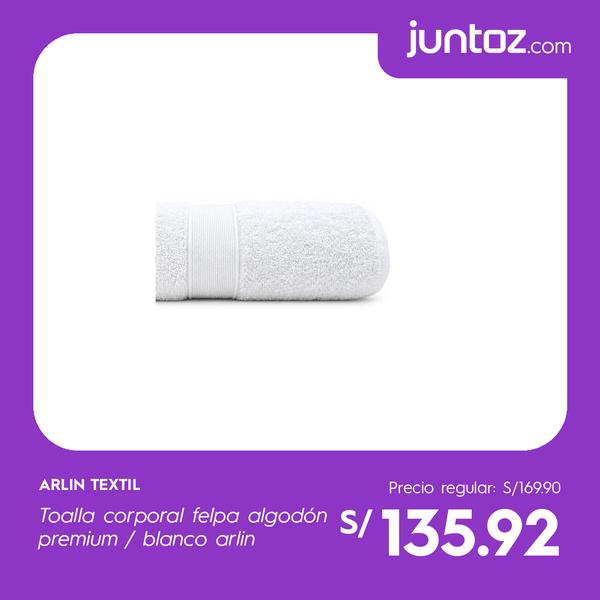 juntoz.com
ARLIN TEXTIL
Toalla corporal felpa algodón
premium / blanco arlin
Precio regular: S/169.90
S/135.92